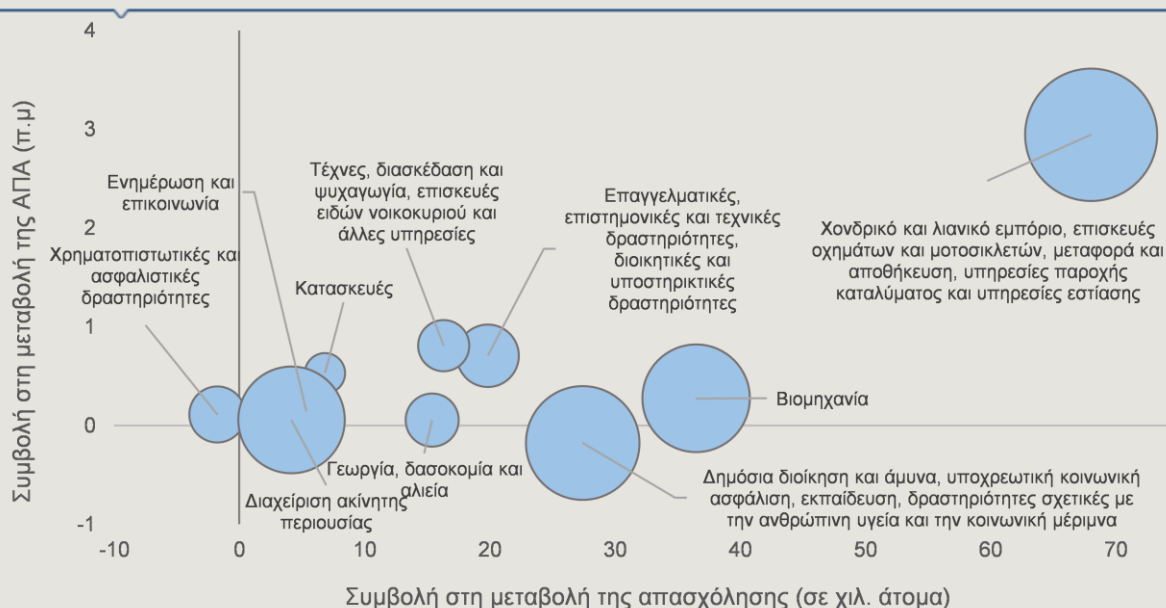 4
3
2
1
0
-1
-10
0
10
20
30
40
50
60
70
Συμβολή στη μεταβολή της ΑΠΑ (π.μ)
Συμβολή στη μεταβολή της απασχόλησης (σε χιλ. άτομα)
Ενημέρωση και
επικοινωνία
Χρηματοπιστωτικές και
ασφαλιστικές
δραστηριότητες
Τέχνες, διασκέδαση και
ψυχαγωγία, επισκευές
ειδών νοικοκυριού και
άλλες υπηρεσίες
Κατασκευές
Επαγγελματικές,
επιστημονικές και τεχνικές
δραστηριότητες,
διοικητικές και
υποστηρικτικές
δραστηριότητες
Χονδρικό και λιανικό εμπόριο, επισκευές
οχημάτων και μοτοσικλετών, μεταφορά και
αποθήκευση, υπηρεσίες παροχής
καταλύματος και υπηρεσίες εστίασης
Βιομηχανία
Γεωργία, δασοκομία και
αλιεία
Διαχείριση ακίνητης
περιουσίας
Δημόσια διοίκηση και άμυνα, υποχρεωτική κοινωνική
ασφάλιση, εκπαίδευση, δραστηριότητες σχετικές με
την ανθρώπινη υγεία και την κοινωνική μέριμνα